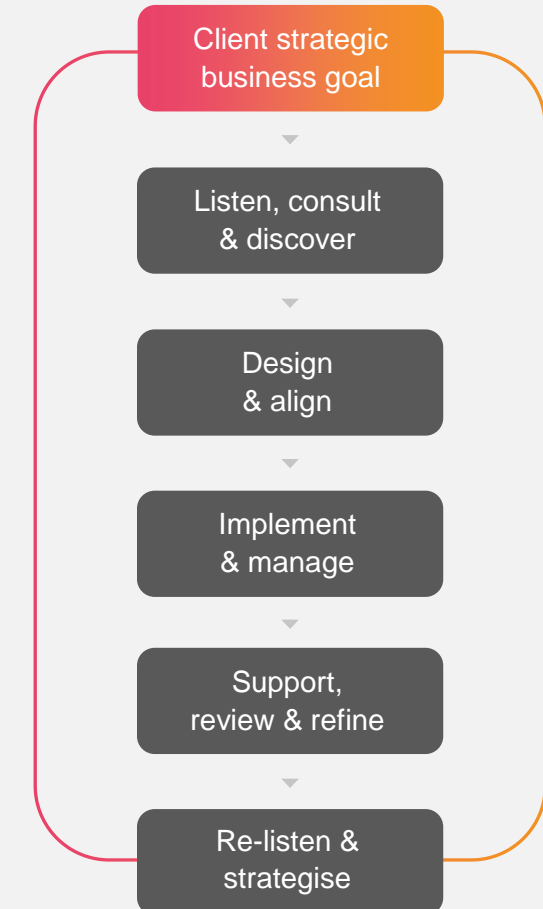 Client strategic
business goal
Listen, consult
& discover
Design
& align
Implement
& manage
Support,
review & refine
Re-listen &
strategise